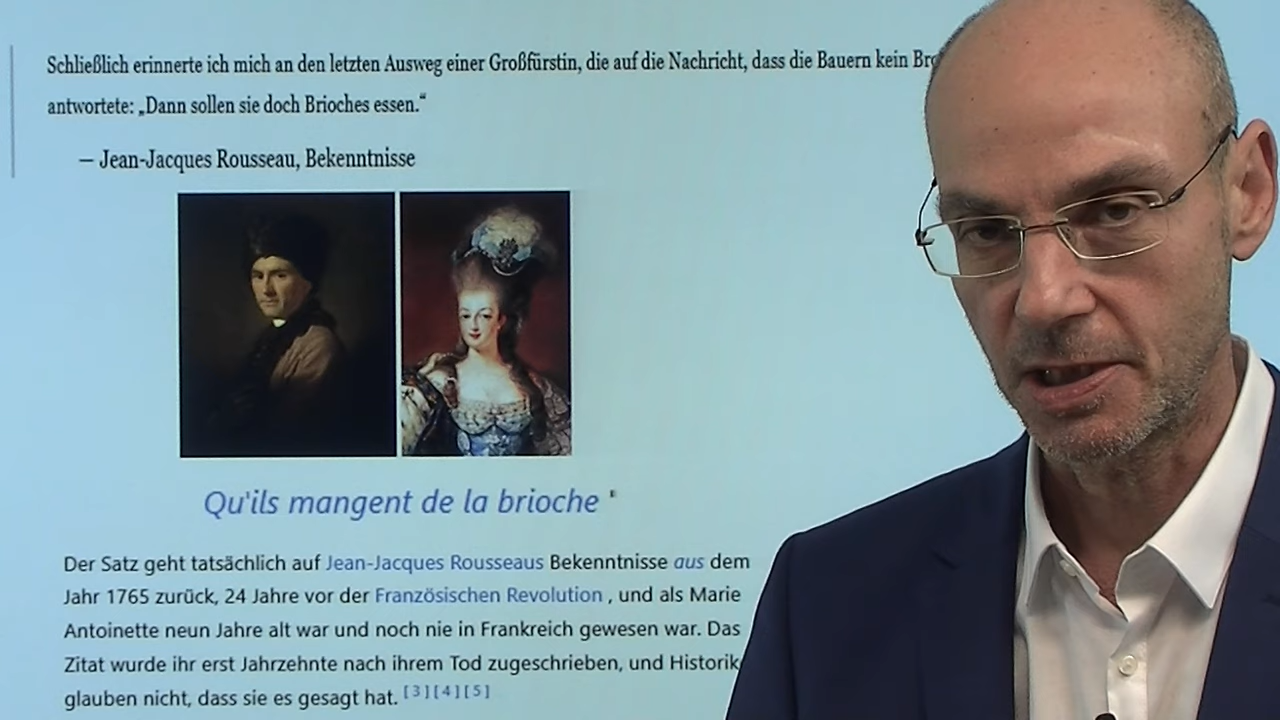 Schließlich erinnerte ich mich an den letzten Ausweg einer Großfürstin, die auf die Nachricht, dass die Bauern kein
antwortete: „Dann sollen sie doch Brioches essen.“
– Jean-Jacques Rousseau, Bekenntnisse
Qu'ils mangent de la brioche "
Der Satz geht tatsächlich auf Jean-Jacques Rousseaus Bekenntnisse aus dem
Jahr 1765 zurück, 24 Jahre vor der Französischen Revolution , und als Marie
Antoinette neun Jahre alt war und noch nie in Frankreich gewesen war. Das
Zitat wurde ihr erst Jahrzehnte nach ihrem Tod zugeschrieben, und
glauben nicht, dass sie es gesagt hat. [3][4][5]